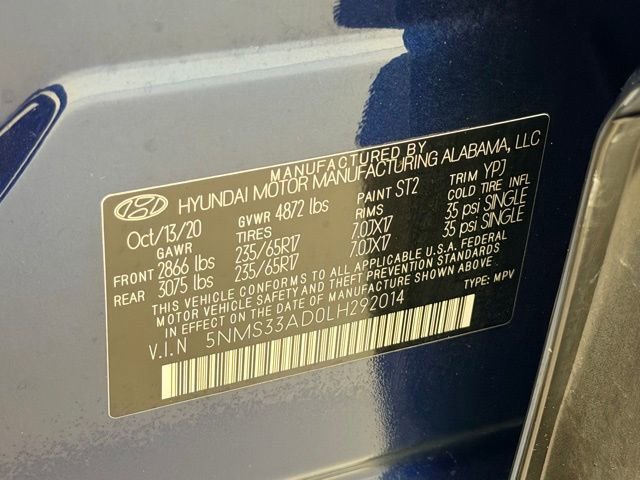 MANUFACTURED BY
HYUNDAI MOTOR MANUFACTURING ALABAMA, LLC
Oct/13/20 GVWR 4872 lbs PAINT ST2 TRIM YPJ
GAWR TIRES RIMS COLD TIRE INFL
FRONT 2866 lbs 235/65R17 7.0JX17 35 psi SINGLE
REAR 3075 lbs 235/65R17 7.0JX17 35 psi SINGLE
THIS VEHICLE CONFORMS TO ALL APPLICABLE U.S.A. FEDERAL
MOTOR VEHICLE SAFETY AND THEFT PREVENTION STANDARDS
IN EFFECT ON THE DATE OF MANUFACTURE SHOWN ABOVE
V.I.N 5NMS33AD0LH292014 TYPE: MPV